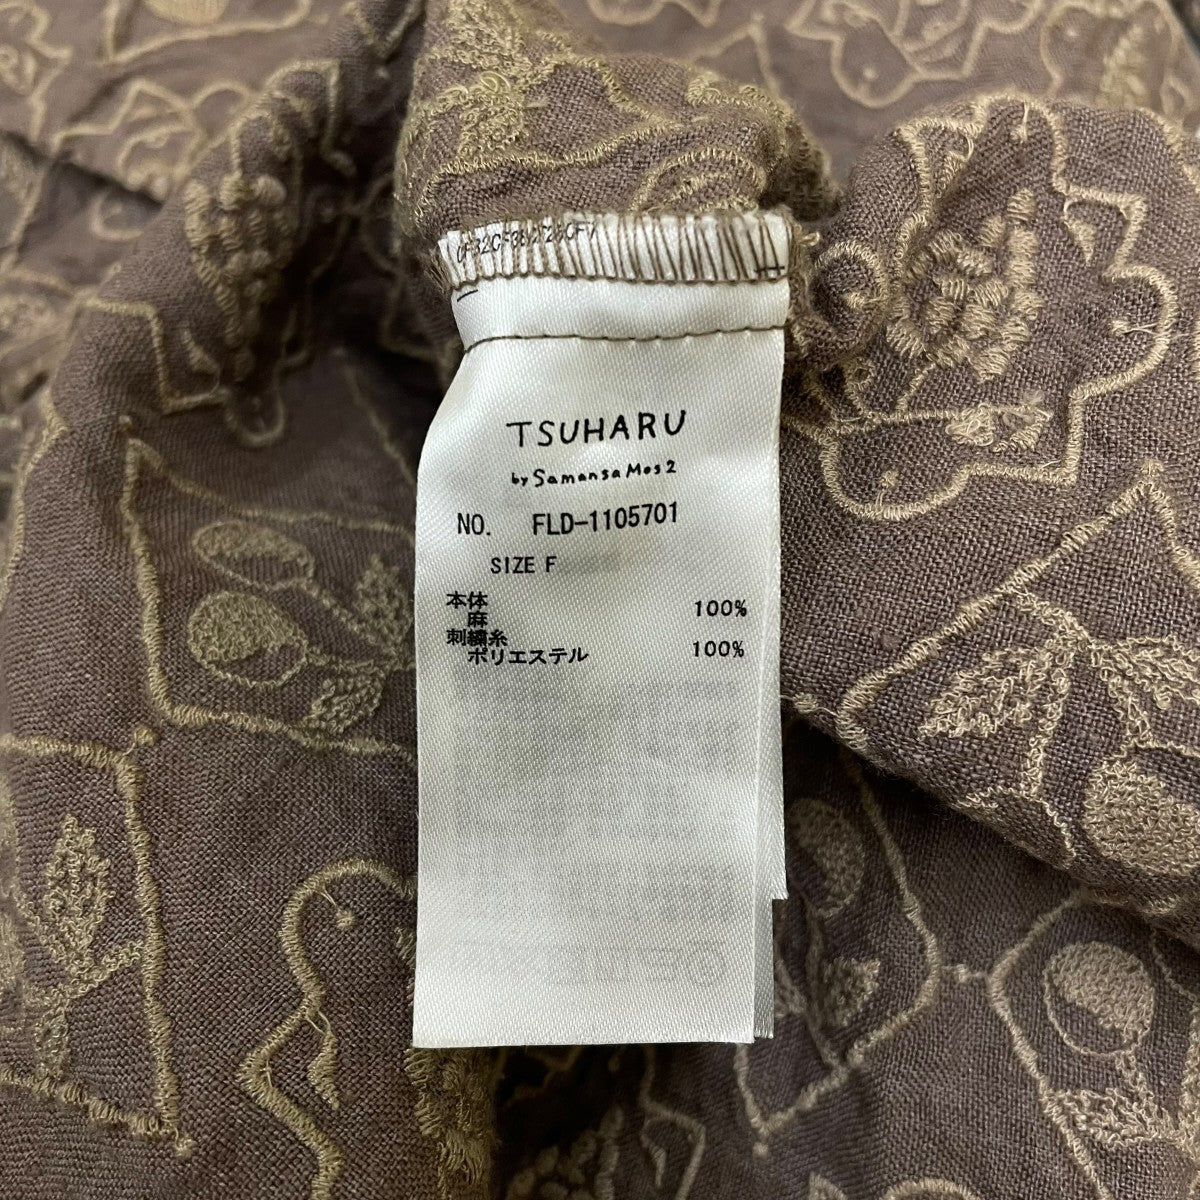 TSUHARU
by Samansa Mos2
NO. FLD-1105701
SIZE F
本体
麻 100%
刺繍糸
ポリエステル 100%